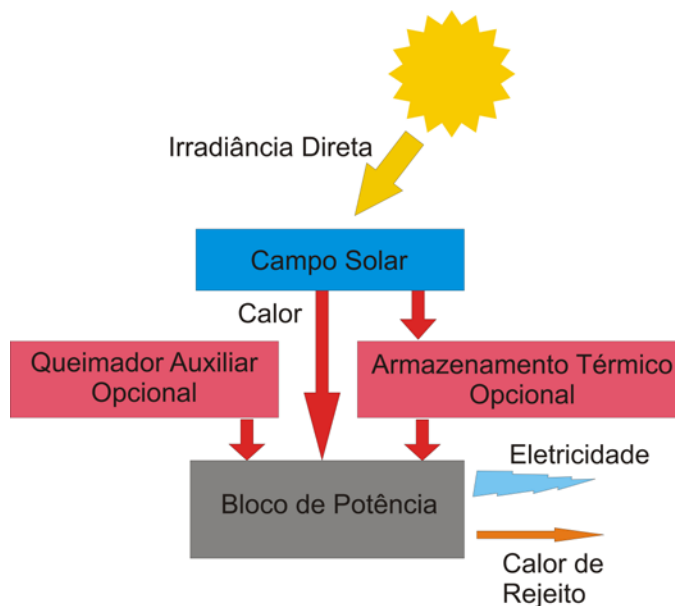 Irradiância Direta
Campo Solar
Calor
Queimador Auxiliar
Opcional
Armazenamento Térmico
Opcional
Bloco de Potência
Eletricidade
Calor de
Rejeito